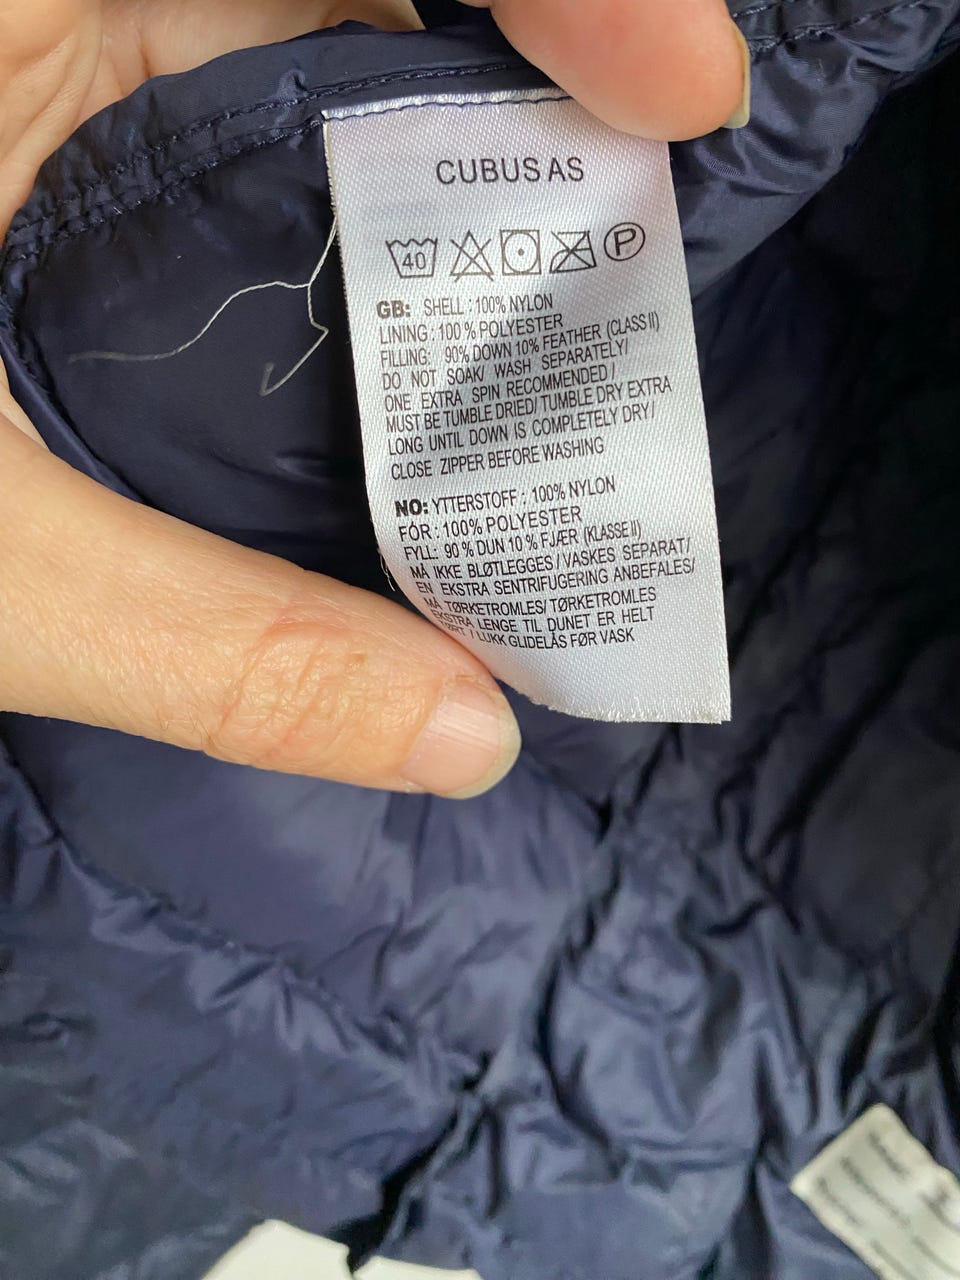 CUBUS AS
40 P
GB: SHELL : 100% NYLON
LINING : 100 % POLYESTER
FILLING: 90% DOWN 10% FEATHER (CLASS II)
DO NOT SOAK/ WASH SEPARATELY/
ONE EXTRA SPIN RECOMMENDED /
MUST BE TUMBLE DRIED/ TUMBLE DRY EXTRA
LONG UNTIL DOWN IS COMPLETELY DRY/
CLOSE ZIPPER BEFORE WASHING
NO: YTTERSTOFF : 100% NYLON
FÓR : 100% POLYESTER
FYLL: 90 % DUN 10 % FJÆR (KLASSE II)
MÅ IKKE BLØTLEGGES / VASKES SEPARAT/
EN EKSTRA SENTRIFUGERING ANBEFALES/
MÅ TØRKETROMLES/ TØRKETROMLES
EKSTRA LENGE TIL DUNET ER HELT
TØRT / LUKK GLIDELÅS FØR VASK